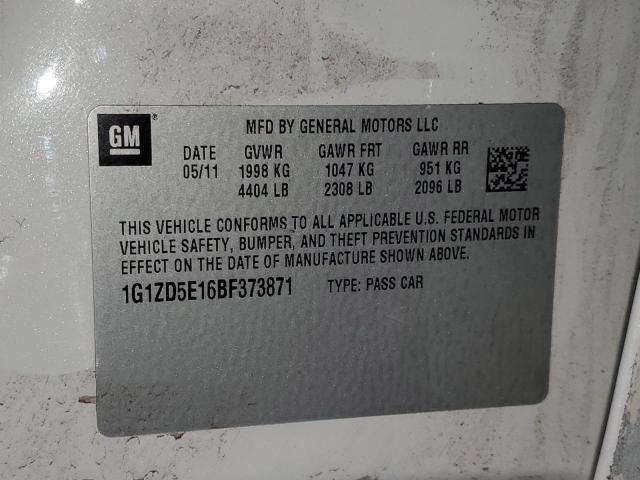 GM
MFD BY GENERAL MOTORS LLC
DATE GVWR GAWR FRT GAWR RR
05/11 1998 KG 1047 KG 951 KG
4404 LB 2308 LB 2096 LB
THIS VEHICLE CONFORMS TO ALL APPLICABLE U.S. FEDERAL MOTOR
VEHICLE SAFETY, BUMPER, AND THEFT PREVENTION STANDARDS IN
EFFECT ON THE DATE OF MANUFACTURE SHOWN ABOVE.
1G1ZD5E16BF373871 TYPE: PASS CAR